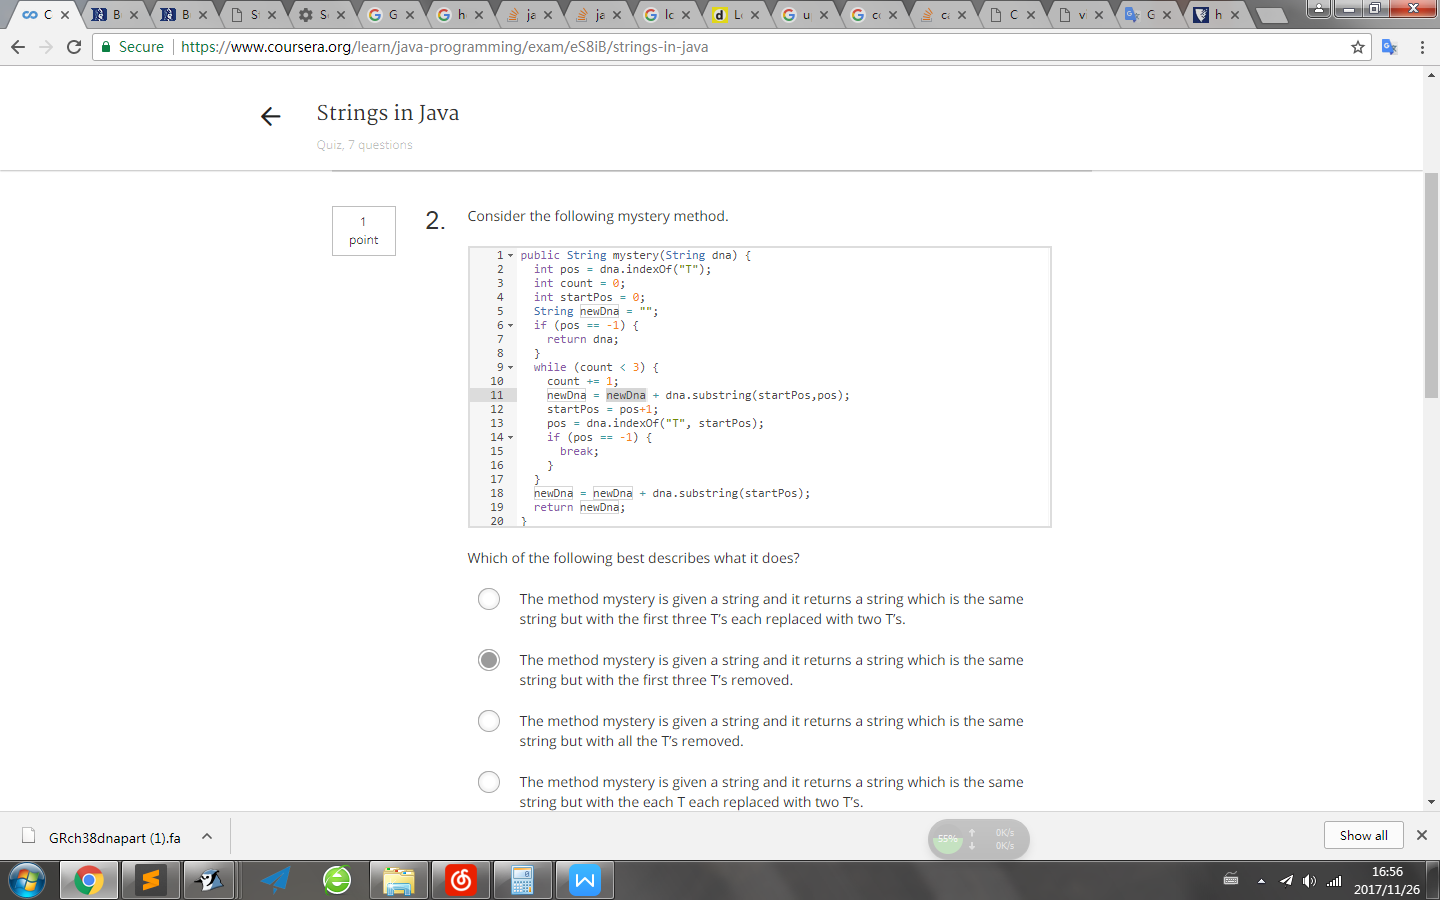 C
B
B
S
S
G
h
ja
ja
lc
L
u
c
c
C
v
G
h
Secure
https://www.coursera.org/learn/java-programming/exam/eS8iB/strings-in-java
Strings in Java
Quiz, 7 questions
1
point
2.
Consider the following mystery method.
1 public String mystery(String dna) {
2 int pos = dna.indexOf("T");
3 int count = 0;
4 int startPos = 0;
5 String newDna = "";
6 if (pos == -1) {
7 return dna;
8 }
9 while (count < 3) {
10 count += 1;
11 newDna = newDna + dna.substring(startPos,pos);
12 startPos = pos+1;
13 pos = dna.indexOf("T", startPos);
14 if (pos == -1) {
15 break;
16 }
17 }
18 newDna = newDna + dna.substring(startPos);
19 return newDna;
20 }
Which of the following best describes what it does?
The method mystery is given a string and it returns a string which is the same
string but with the first three T's each replaced with two T's.
The method mystery is given a string and it returns a string which is the same
string but with the first three T's removed.
The method mystery is given a string and it returns a string which is the same
string but with all the T's removed.
The method mystery is given a string and it returns a string which is the same
string but with the each T each replaced with two T's.
GRch38dnapart (1).fa
55%
0K/s
0K/s
Show all
16:56
2017/11/26